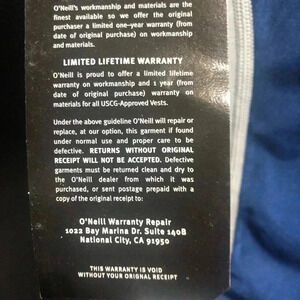 O'Neill's workmanship and materials are the
finest available so we offer the original
purchaser a limited one-year warranty (from
date of original purchase) on workmanship
and materials.
LIMITED LIFETIME WARRANTY
O'Neill is proud to offer a limited lifetime
warranty on workmanship and 1 year (from
date of original purchase) warranty on
materials for all USCG-Approved Vests.
Under the above guideline O'Neill will repair or
replace, at our option, this garment if found
under normal use and proper care to be
defective. RETURNS WITHOUT ORIGINAL
RECEIPT WILL NOT BE ACCEPTED. Defective
garments must be returned clean and dry to
the O'Neill dealer from which it was
purchased, or sent postage prepaid with a
copy of the original receipt to:
O'Neill Warranty Repair
1022 Bay Marina Dr. Suite 140B
National City, CA 91950
THIS WARRANTY IS VOID
WITHOUT YOUR ORIGINAL RECEIPT